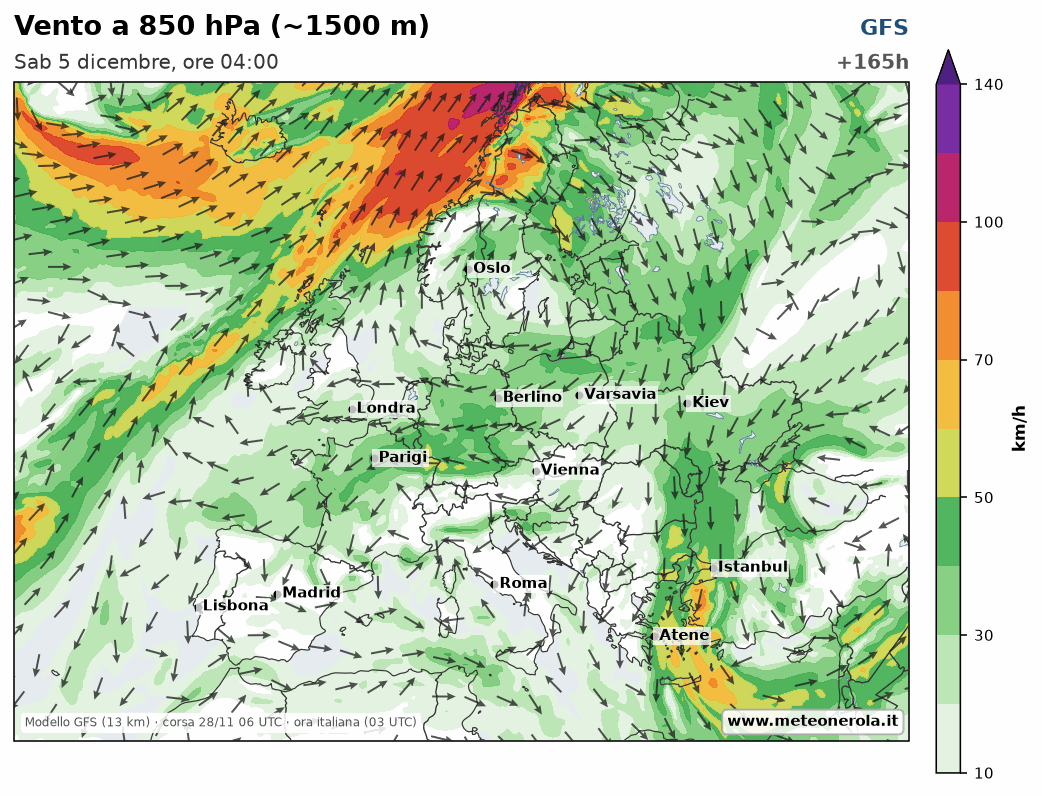 Vento a 850 hPa (~1500 m)
GFS
Sab 5 dicembre, ore 04:00
+165h
140
100
70
50
30
10
km/h
Oslo
Londra
Berlino
Varsavia
Kiev
Parigi
Vienna
Istanbul
Roma
Madrid
Lisbona
Atene
Modello GFS (13 km) · corsa 28/11 06 UTC · ora italiana (03 UTC)
www.meteonerola.it